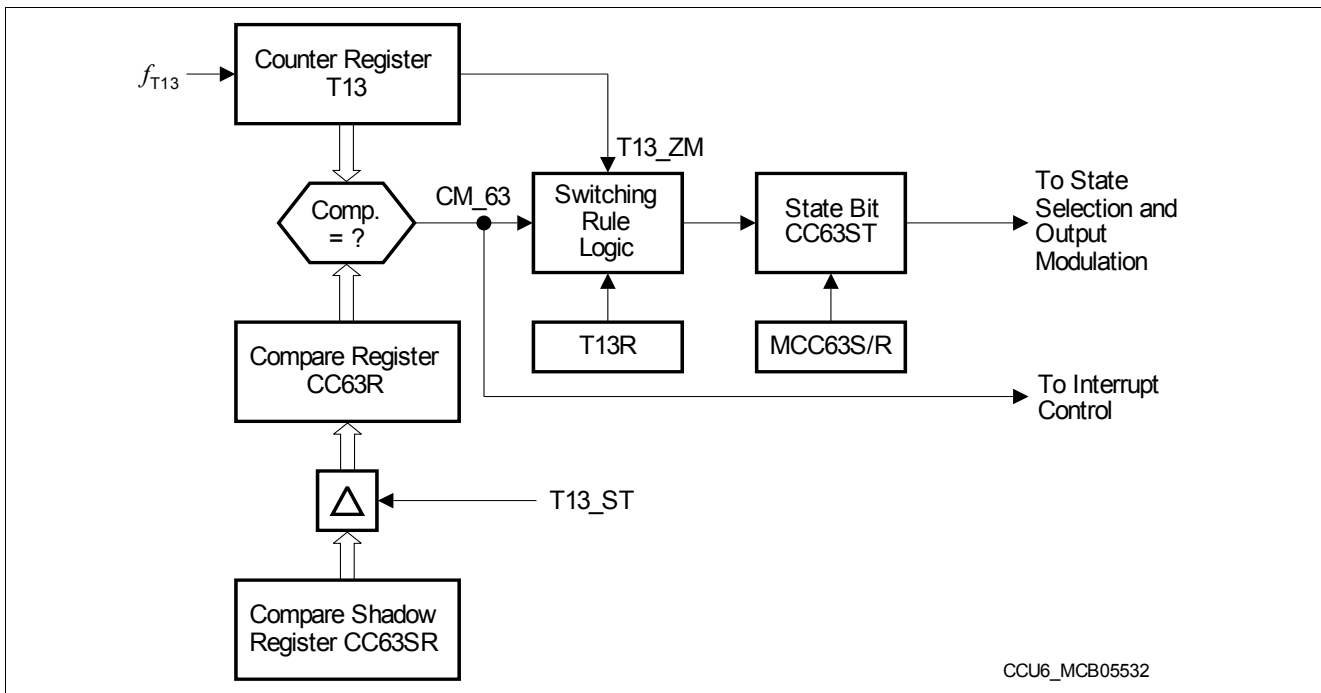 Counter Register
T13
f T13
T13_ZM
Comp.
= ?
CM_63
Switching
Rule
Logic
State Bit
CC63ST
To State
Selection and
Output
Modulation
Compare Register
CC63R
T13R
MCC63S/R
To Interrupt
Control
T13_ST
Compare Shadow
Register CC63SR
CCU6_MCB05532